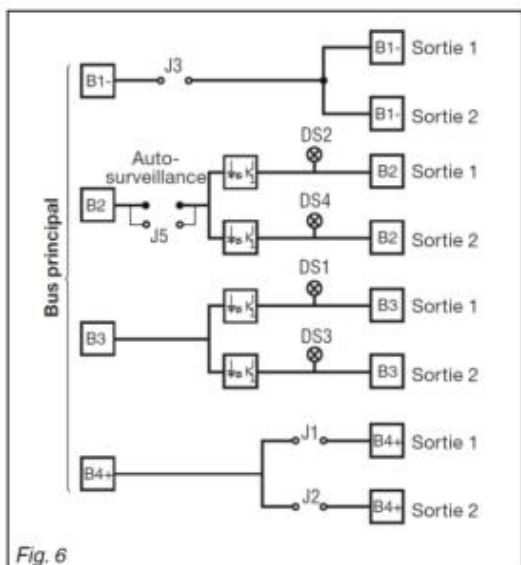 B1-
J3
B1- Sortie 1
B1- Sortie 2
Auto-
surveillance
B2
J5
K
DS2
B2 Sortie 1
K
DS4
B2 Sortie 2
Bus principal
B3
K
DS1
B3 Sortie 1
K
DS3
B3 Sortie 2
B4+
J1
B4+ Sortie 1
J2
B4+ Sortie 2
Fig. 6